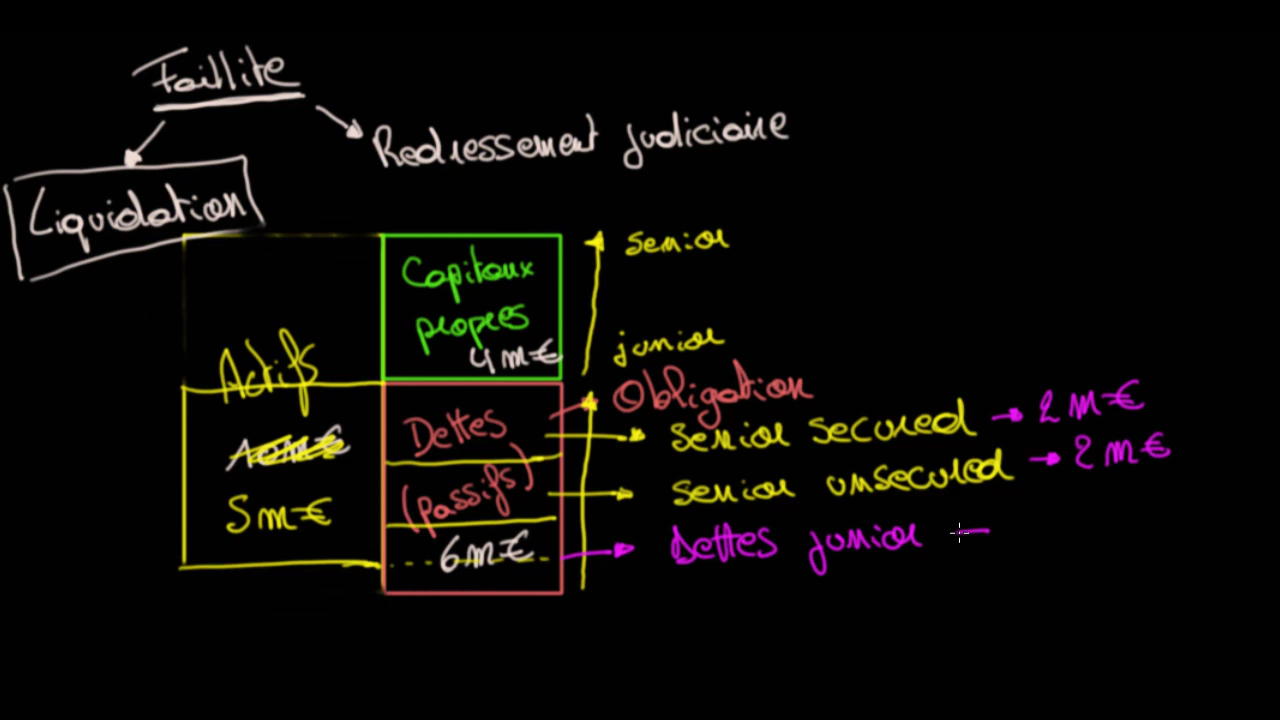 Faillite
Redressement judiciaire
Liquidation
Capitaux
propres
4 m€
senior
junior
Actifs
10 m€
5 m€
Dettes
(passifs)
6 m€
Obligation
senior secured → 2 m€
senior unsecured → 2 m€
Dettes junior